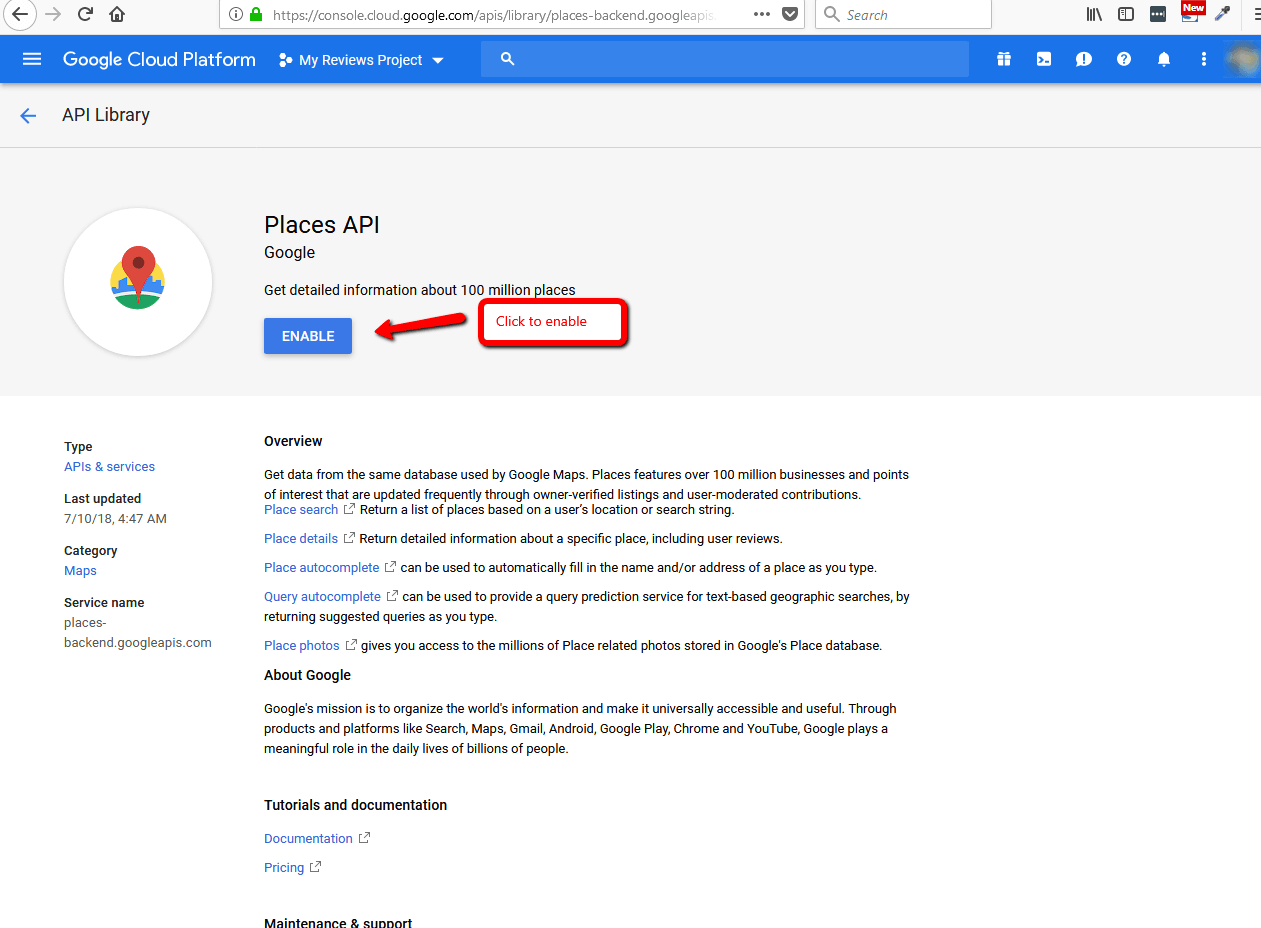 https://console.cloud.google.com/apis/library/places-backend.googleapis.
Search
New
Google Cloud Platform
My Reviews Project
API Library
Places API
Google
Get detailed information about 100 million places
ENABLE
Click to enable
Type
APIs & services
Last updated
7/10/18, 4:47 AM
Category
Maps
Service name
places-
backend.googleapis.com
Overview
Get data from the same database used by Google Maps. Places features over 100 million businesses and points
of interest that are updated frequently through owner-verified listings and user-moderated contributions.
Place search Return a list of places based on a user’s location or search string.
Place details Return detailed information about a specific place, including user reviews.
Place autocomplete can be used to automatically fill in the name and/or address of a place as you type.
Query autocomplete can be used to provide a query prediction service for text-based geographic searches, by
returning suggested queries as you type.
Place photos gives you access to the millions of Place related photos stored in Google's Place database.
About Google
Google's mission is to organize the world's information and make it universally accessible and useful. Through
products and platforms like Search, Maps, Gmail, Android, Google Play, Chrome and YouTube, Google plays a
meaningful role in the daily lives of billions of people.
Tutorials and documentation
Documentation
Pricing
Maintenance & support